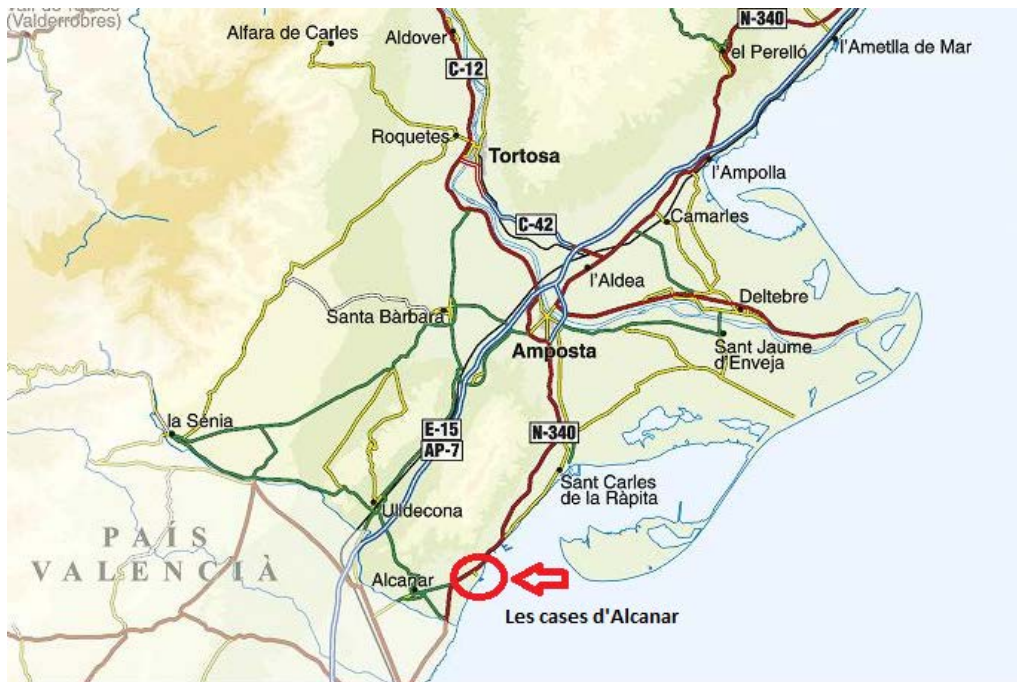 (Valderrobres)
Alfara de Carles
Aldover
N-340
el Perelló
l'Ametlla de Mar
C-12
Roquetes
Tortosa
l'Ampolla
C-42
Camarles
l'Aldea
Deltebre
Santa Bàrbara
Amposta
Sant Jaume
d'Enveja
la Sénia
E-15
AP-7
N-340
Sant Carles
de la Ràpita
Ulldecona
PAÍS
VALENCIÀ
Alcanar
Les cases d'Alcanar